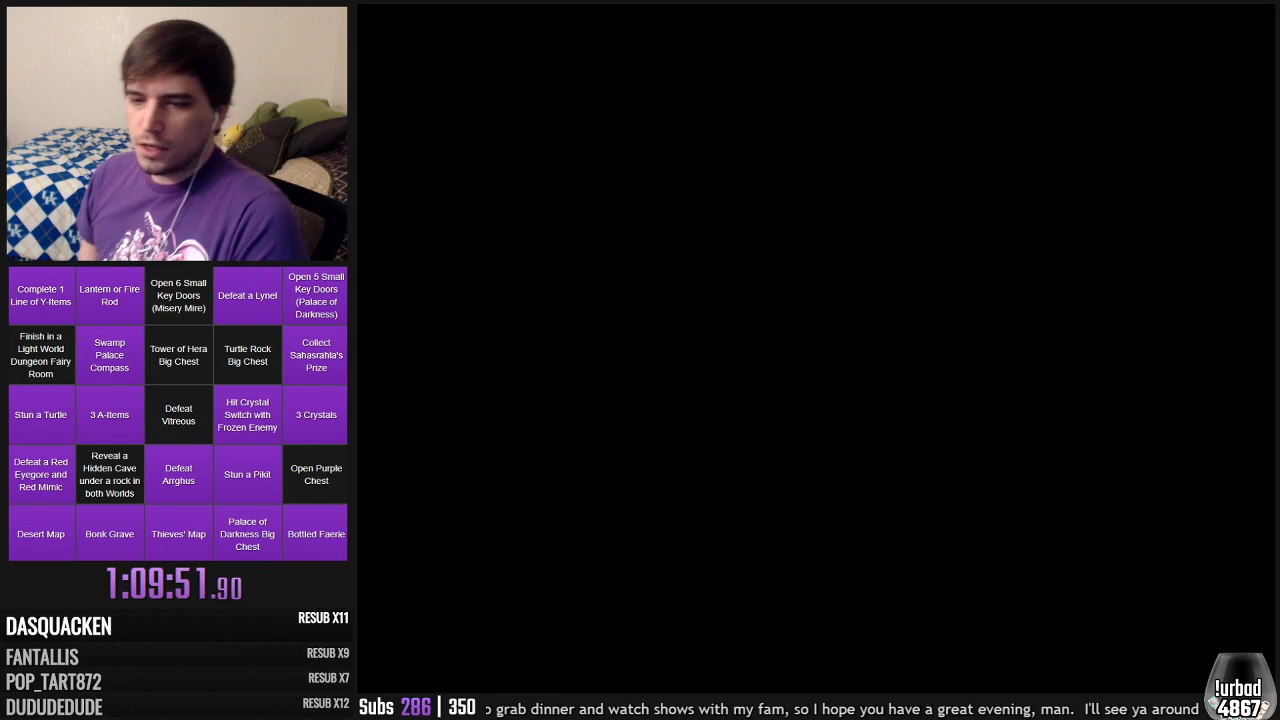 Complete 1
Line of Y-Items
Lantern or Fire
Rod
Open 6 Small
Key Doors
(Misery Mire)
Defeat a Lynel
Open 5 Small
Key Doors
(Palace of
Darkness)
Finish in a
Light World
Dungeon Fairy
Room
Swamp
Palace
Compass
Tower of Hera
Big Chest
Turtle Rock
Big Chest
Collect
Sahasrahla's
Prize
Stun a Turtle
3 A-Items
Defeat
Vitreous
Hit Crystal
Switch with
Frozen Enemy
3 Crystals
Defeat a Red
Eyegore and
Red Mimic
Reveal a
Hidden Cave
under a rock in
both Worlds
Defeat
Arrghus
Stun a Pikit
Open Purple
Chest
Desert Map
Bonk Grave
Thieves' Map
Palace of
Darkness Big
Chest
Bottled Faerie
1:09:51.90
DASQUACKEN RESUB X11
FANTALLIS RESUB X9
POP_TART872 RESUB X7
DUDUDEDUDE RESUB X12
Subs 286 | 350 grab dinner and watch shows with my fam, so I hope you have a great evening, man. I'll see ya around
!urbad
4867